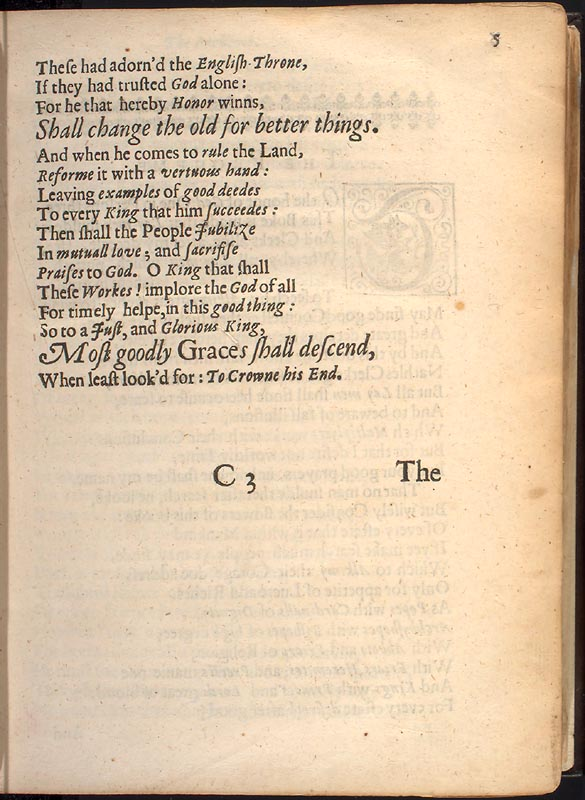 5
Theſe had adorn'd the Engliſh-Throne,
If they had truſted God alone:
For he that hereby Honor winns,
Shall change the old for better things.
And when he comes to rule the Land,
Reforme it with a vertuous hand:
Leaving examples of good deedes
To every King that him ſucceedes:
Then ſhall the People Jubilize
In mutuall love; and ſacrifiſe
Praiſes to God. O King that ſhall
Theſe Workes! implore the God of all
For timely helpe, in this good thing:
So to a Juſt, and Glorious King,
Moſt goodly Graces ſhall deſcend,
When leaſt look'd for: To Crowne his End.
C 3 The